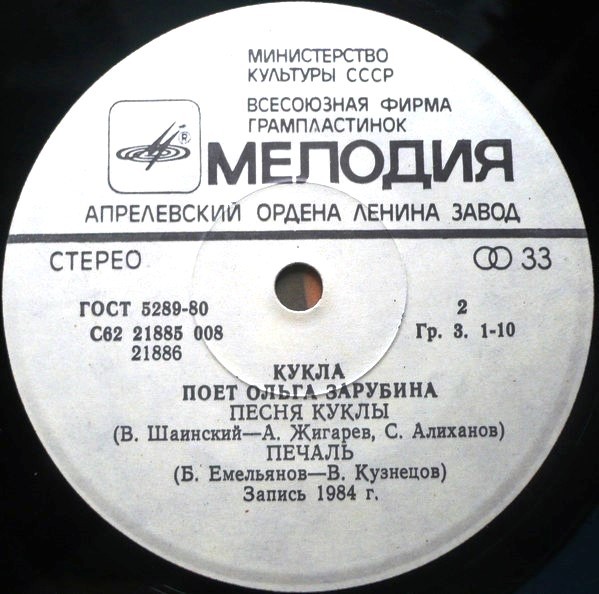 МИНИСТЕРСТВО
КУЛЬТУРЫ СССР
ВСЕСОЮЗНАЯ ФИРМА
ГРАМПЛАСТИНОК
®
МЕЛОДИЯ
АПРЕЛЕВСКИЙ ОРДЕНА ЛЕНИНА ЗАВОД
СТЕРЕО 33
ГОСТ 5289-80 2
С62 21885 008 Гр. 3. 1-10
21886
КУКЛА
ПОЕТ ОЛЬГА ЗАРУБИНА
ПЕСНЯ КУКЛЫ
(В. Шаинский—А. Жигарев, С. Алиханов)
ПЕЧАЛЬ
(Б. Емельянов—В. Кузнецов)
Запись 1984 г.